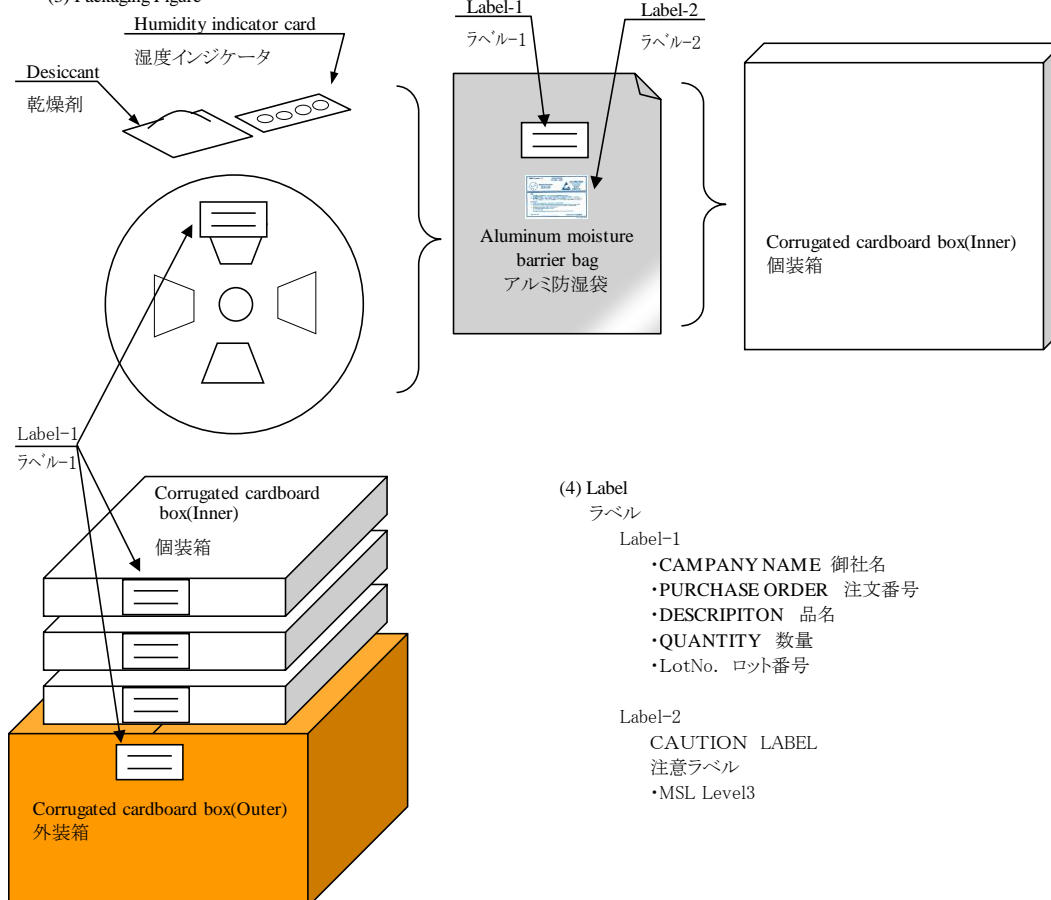 (3) Packaging Figure
Humidity indicator card
湿度インジケータ
Desiccant
乾燥剤
Label-1
ラベル-1
Label-2
ラベル-2
Aluminum moisture
barrier bag
アルミ防湿袋
Corrugated cardboard box(Inner)
個装箱
Label-1
ラベル-1
Corrugated cardboard
box(Inner)
個装箱
Corrugated cardboard box(Outer)
外装箱
(4) Label
ラベル
Label-1
・CAMPANY NAME 御社名
・PURCHASE ORDER 注文番号
・DESCRIPITON 品名
・QUANTITY 数量
・LotNo. ロット番号
Label-2
CAUTION LABEL
注意ラベル
・MSL Level3